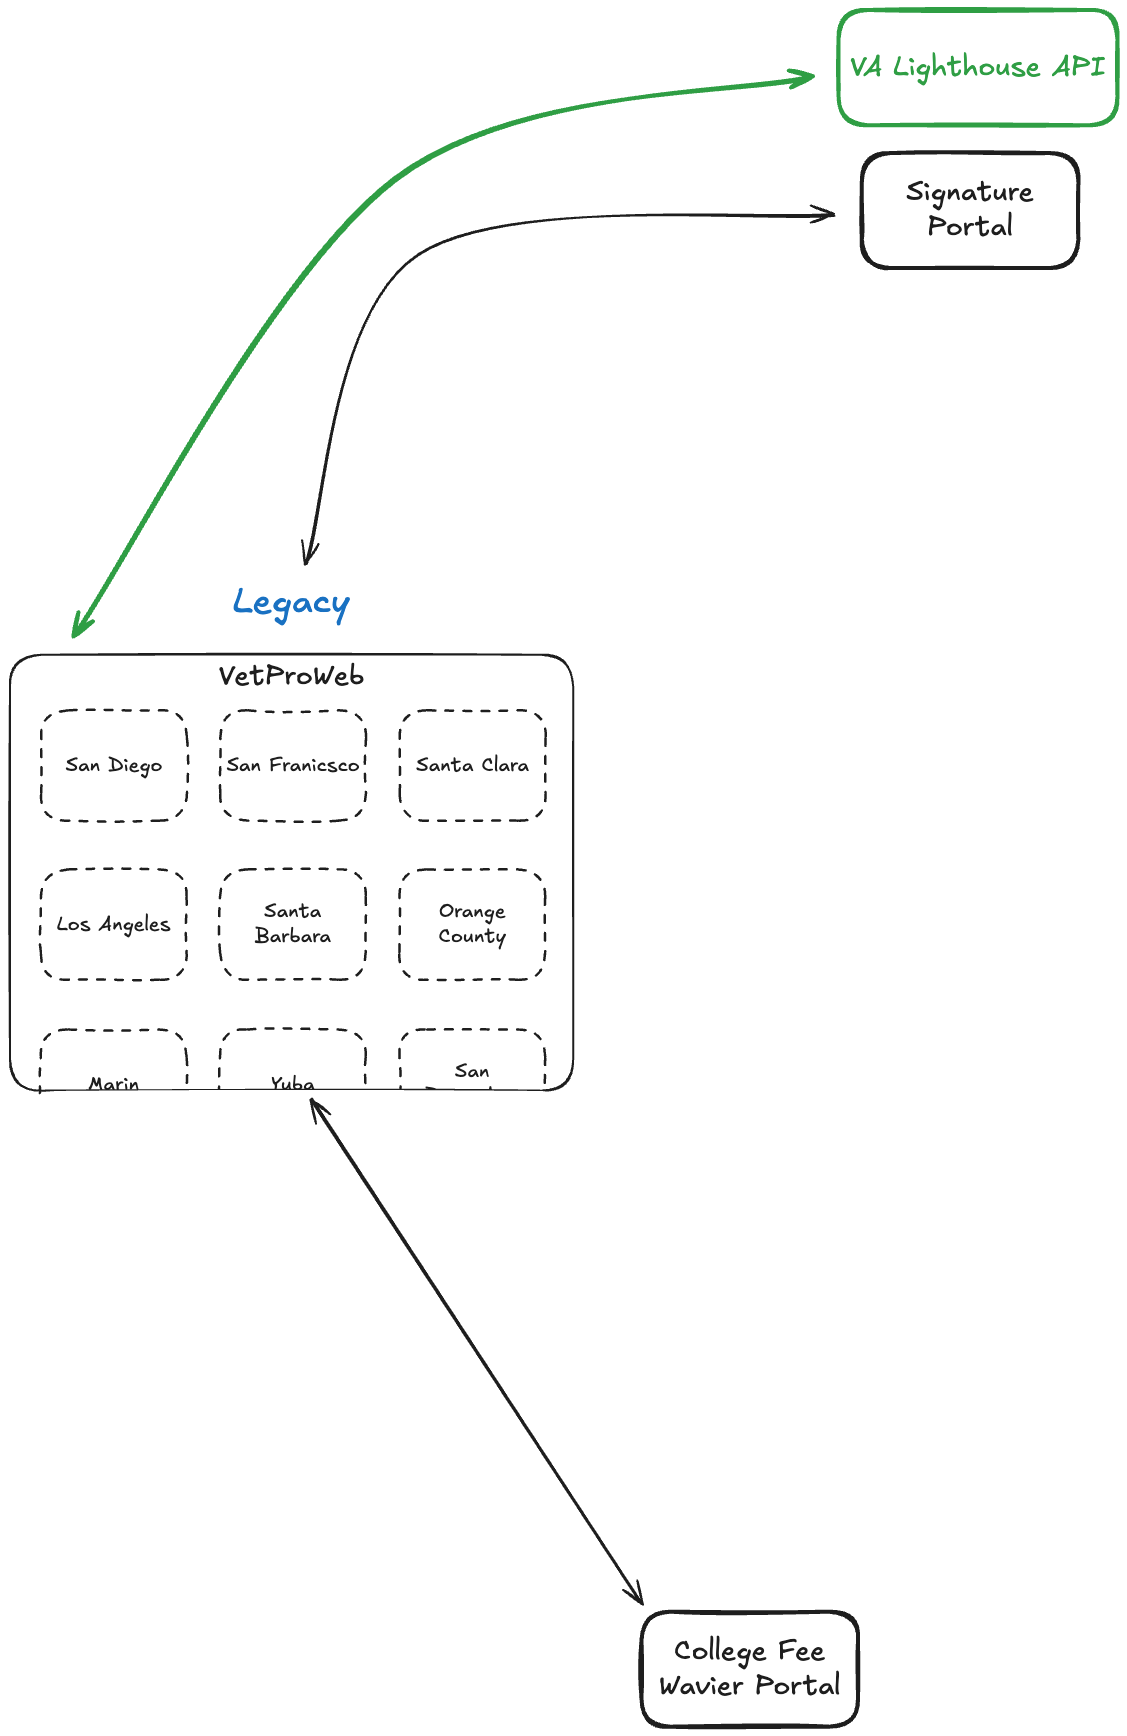 VA Lighthouse API
Signature
Portal
Legacy
VetProWeb
San Diego
San Franicsco
Santa Clara
Los Angeles
Santa
Barbara
Orange
County
Marin
Yuba
San
College Fee
Wavier Portal